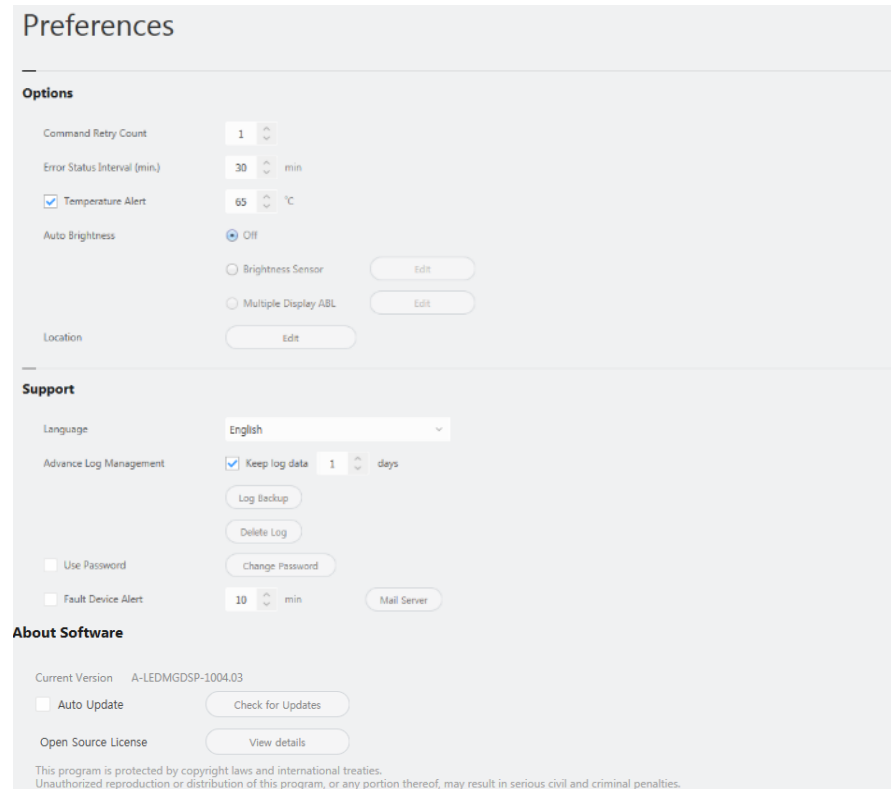 Preferences
Options
Command Retry Count 1
Error Status Interval (min.) 30 min
Temperature Alert 65 °C
Auto Brightness Off
Brightness Sensor Edit
Multiple Display ABL Edit
Location Edit
Support
Language English
Advance Log Management Keep log data 1 days
Log Backup
Delete Log
Use Password Change Password
Fault Device Alert 10 min Mail Server
About Software
Current Version A-LEDMGDSP-1004.03
Auto Update Check for Updates
Open Source License View details
This program is protected by copyright laws and international treaties.
Unauthorized reproduction or distribution of this program, or any portion thereof, may result in serious civil and criminal penalties.